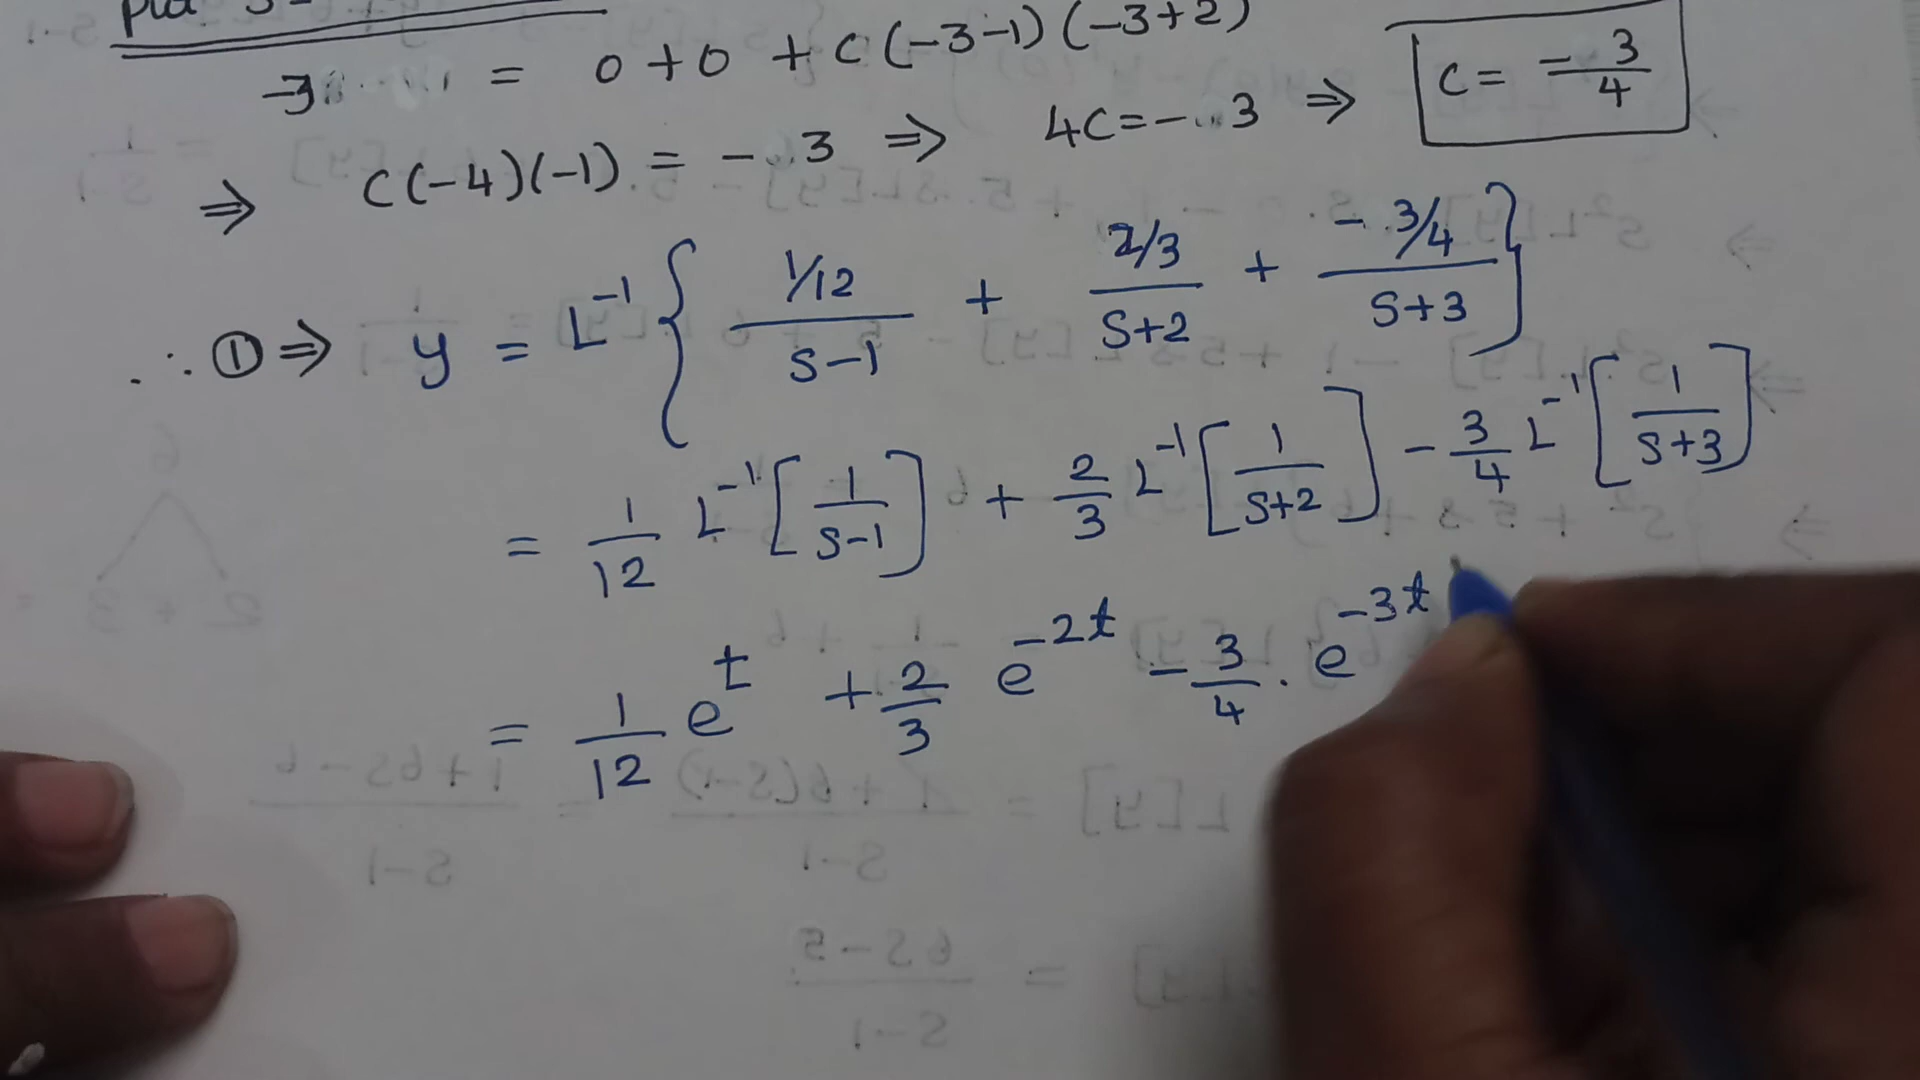 -3 = 0 + 0 + C(-3-1)(-3+2)
⇒ C(-4)(-1) = -3 ⇒ 4C = -3 ⇒ C = -3/4
∴ ① ⇒ y = L⁻¹{ (1/12)/(S-1) + (2/3)/(S+2) + (-3/4)/(S+3) }
= 1/12 L⁻¹[1/(S-1)] + 2/3 L⁻¹[1/(S+2)] - 3/4 L⁻¹[1/(S+3)]
= 1/12 e^t + 2/3 e^-2t - 3/4 . e^-3t